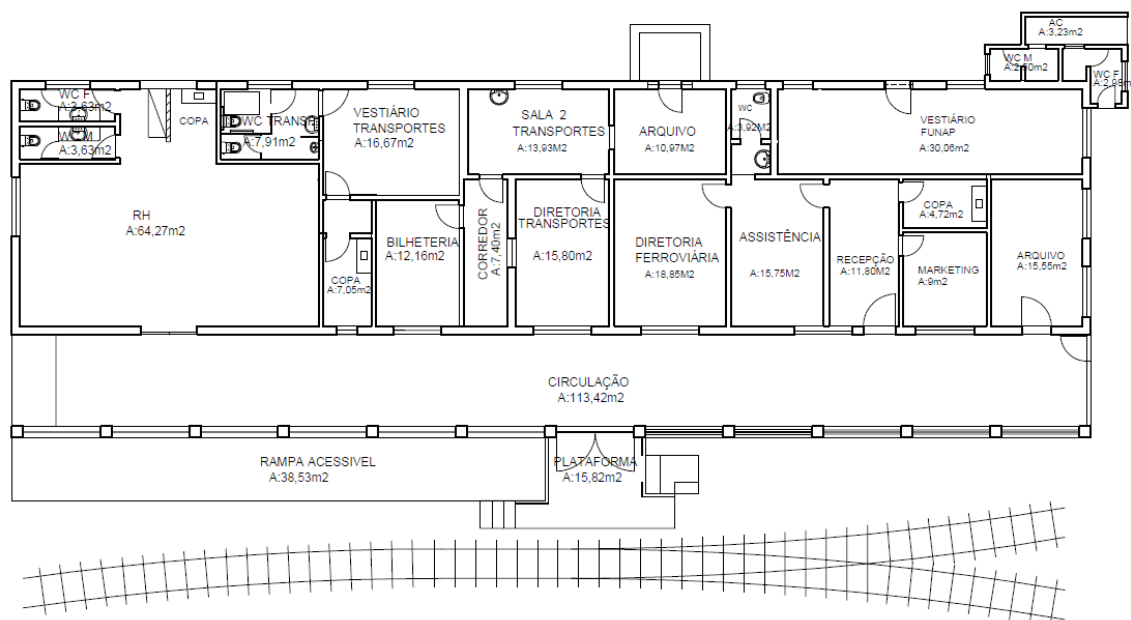 AC
A:3,23m2
WC M
WC F
WC F
A:3,63m2
COPA
WC TRANSP
A:7,91m2
VESTIÁRIO
TRANSPORTES
A:16,67m2
SALA 2
TRANSPORTES
A:13,93M2
ARQUIVO
A:10,97M2
WC
A:3,92M2
VESTIÁRIO
FUNAP
A:30,06m2
WC M
A:3,63m2
RH
A:64,27m2
BILHETERIA
A:12,16m2
CORREDOR
A:7,40m2
DIRETORIA
TRANSPORTES
A:15,80m2
DIRETORIA
FERROVIÁRIA
A:18,85M2
ASSISTÊNCIA
A:15,75M2
RECEPÇÃO
A:11,80M2
COPA
A:4,72m2
MARKETING
A:9m2
ARQUIVO
A:15,55m2
COPA
A:7,05m2
CIRCULAÇÃO
A:113,42m2
RAMPA ACESSIVEL
A:38,53m2
PLATAFORMA
A:15,82m2